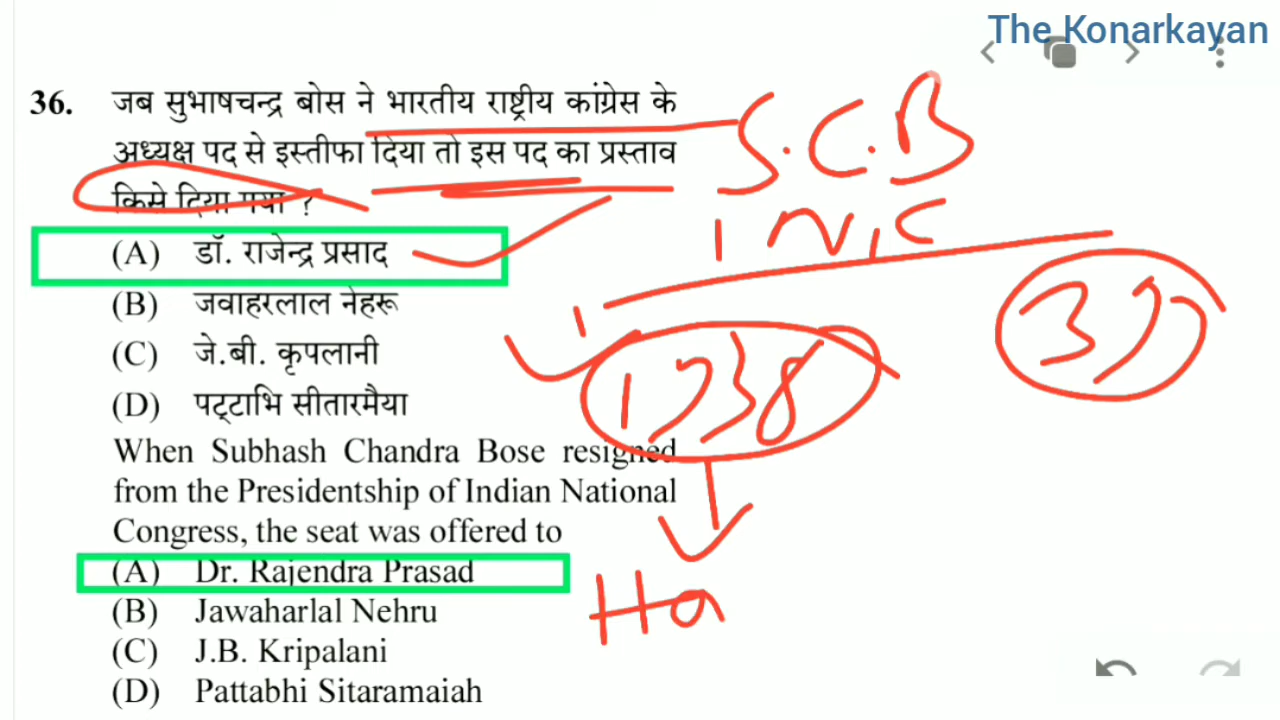 The Konarkayan
36. जब सुभाषचन्द्र बोस ने भारतीय राष्ट्रीय कांग्रेस के
अध्यक्ष पद से इस्तीफा दिया तो इस पद का प्रस्ताव
किसे दिया गया ?
(A) डॉ. राजेन्द्र प्रसाद
(B) जवाहरलाल नेहरू
(C) जे.बी. कृपलानी
(D) पट्टाभि सीतारमैया
When Subhash Chandra Bose resigned
from the Presidentship of Indian National
Congress, the seat was offered to
(A) Dr. Rajendra Prasad
(B) Jawaharlal Nehru
(C) J.B. Kripalani
(D) Pattabhi Sitaramaiah
S.C.B
INC
1938
39
Ha